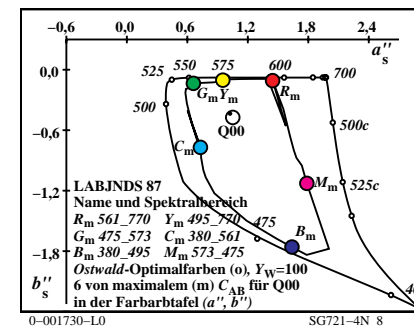 −0,6 0,0 0,6 1,2 1,8 2,4
a''s
525 550 575 600 700
0,0
Gm Ym Rm
500
Q00
500c
−0,6
Cm
525c
LABJNDS 87
Mm
−1,2
Name und Spektralbereich
Rm 561_770 Ym 495_770
Gm 475_573 Cm 380_561
475
Bm
Bm 380_495 Mm 573_475
−1,8
Ostwald-Optimalfarben (o), YW=100
b''s
6 von maximalem (m) CAB für Q00
in der Farbarbtafel (a'', b'')
0−001730−L0 SG721−4N 8